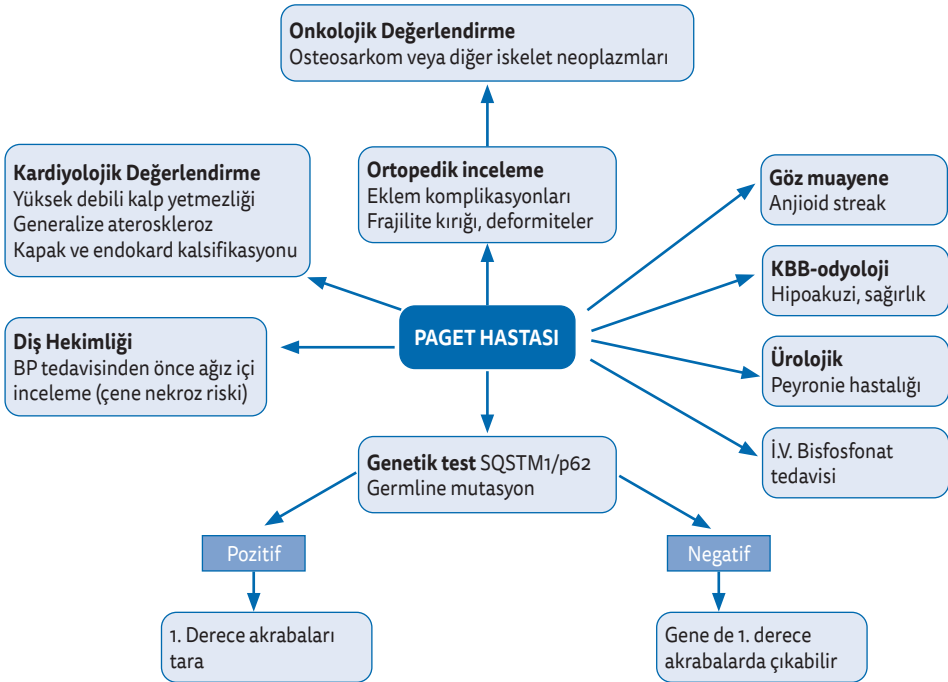 Onkolojik Değerlendirme
Osteosarkom veya diğer iskelet neoplazmları
Kardiyolojik Değerlendirme
Yüksek debili kalp yetmezliği
Generalize ateroskleroz
Kapak ve endokard kalsifikasyonu
Ortopedik inceleme
Eklem komplikasyonları
Frajilite kırığı, deformiteler
Göz muayene
Anjioid streak
KBB-odyoloji
Hipoakuzi, sağırlık
PAGET HASTASI
Diş Hekimliği
BP tedavisinden önce ağız içi
inceleme (çene nekroz riski)
Ürolojik
Peyronie hastalığı
İ.V. Bisfosfonat
tedavisi
Genetik test SQSTM1/p62
Germline mutasyon
Pozitif
Negatif
1. Derece akrabaları
tara
Gene de 1. derece
akrabalarda çıkabilir